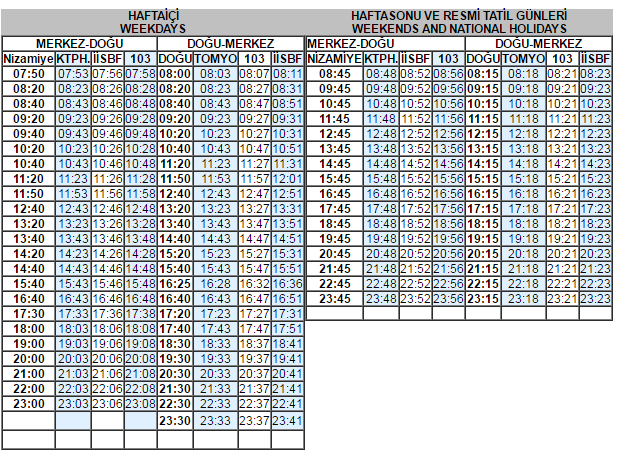 HAFTAİÇİ HAFTASONU VE RESMİ TATİL GÜNLERİ
WEEKDAYS WEEKENDS AND NATIONAL HOLIDAYS
MERKEZ-DOĞU DOĞU-MERKEZ MERKEZ-DOĞU DOĞU-MERKEZ
Nizamiye KTPH. İİSBF 103 DOĞU TOMYO 103 İİSBF NİZAMİYE KTPH. İİSBF 103 DOĞU TOMYO 103 İİSBF
07:50 07:53 07:56 07:58 08:00 08:03 08:07 08:11 08:45 08:48 08:52 08:56 08:15 08:18 08:21 08:23
08:20 08:23 08:26 08:28 08:20 08:23 08:27 08:31 09:45 09:48 09:52 09:56 09:15 09:18 09:21 09:23
08:40 08:43 08:46 08:48 08:40 08:43 08:47 08:51 10:45 10:48 10:52 10:56 10:15 10:18 10:21 10:23
09:20 09:23 09:26 09:28 09:20 09:23 09:27 09:31 11:45 11:48 11:52 11:56 11:15 11:18 11:21 11:23
09:40 09:43 09:46 09:48 10:20 10:23 10:27 10:31 12:45 12:48 12:52 12:56 12:15 12:18 12:21 12:23
10:20 10:23 10:26 10:28 10:40 10:43 10:47 10:51 13:45 13:48 13:52 13:56 13:15 13:18 13:21 13:23
10:40 10:43 10:46 10:48 11:20 11:23 11:27 11:31 14:45 14:48 14:52 14:56 14:15 14:18 14:21 14:23
11:20 11:23 11:26 11:28 11:50 11:53 11:57 12:01 15:45 15:48 15:52 15:56 15:15 15:18 15:21 15:23
11:50 11:53 11:56 11:58 12:40 12:43 12:47 12:51 16:45 16:48 16:52 16:56 16:15 16:18 16:21 16:23
12:40 12:43 12:46 12:48 13:20 13:23 13:27 13:31 17:45 17:48 17:52 17:56 17:15 17:18 17:21 17:23
13:20 13:23 13:26 13:28 13:40 13:43 13:47 13:51 18:45 18:48 18:52 18:56 18:15 18:18 18:21 18:23
13:40 13:43 13:46 13:48 14:40 14:43 14:47 14:51 19:45 19:48 19:52 19:56 19:15 19:18 19:21 19:23
14:20 14:23 14:26 14:28 15:20 15:23 15:27 15:31 20:45 20:48 20:52 20:56 20:15 20:18 20:21 20:23
14:40 14:43 14:46 14:48 15:40 15:43 15:47 15:51 21:45 21:48 21:52 21:56 21:15 21:18 21:21 21:23
15:40 15:43 15:46 15:48 16:25 16:28 16:32 16:36 22:45 22:48 22:52 22:56 22:15 22:18 22:21 22:23
16:40 16:43 16:46 16:48 16:40 16:43 16:47 16:51 23:45 23:48 23:52 23:56 23:15 23:18 23:21 23:23
17:30 17:33 17:36 17:38 17:20 17:23 17:27 17:31
18:00 18:03 18:06 18:08 17:40 17:43 17:47 17:51
19:00 19:03 19:06 19:08 18:30 18:33 18:37 18:41
20:00 20:03 20:06 20:08 19:30 19:33 19:37 19:41
21:00 21:03 21:06 21:08 20:30 20:33 20:37 20:41
22:00 22:03 22:06 22:08 21:30 21:33 21:37 21:41
23:00 23:03 23:06 23:08 22:30 22:33 22:37 22:41
23:30 23:33 23:37 23:41